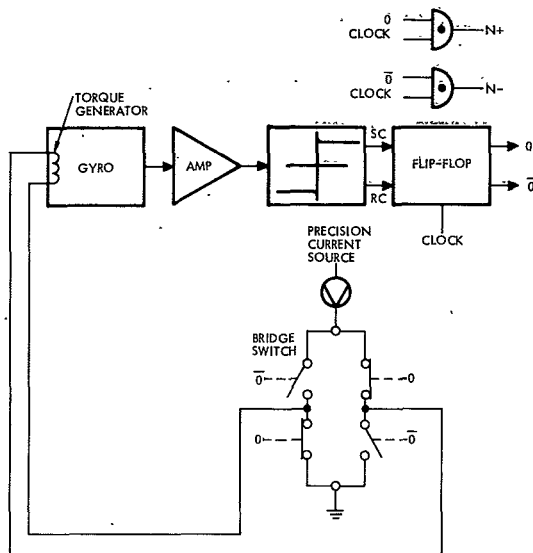 0
CLOCK
N+
0̅
CLOCK
N-
TORQUE
GENERATOR
GYRO
AMP
SC
RC
FLIP-FLOP
0
0̅
CLOCK
PRECISION
CURRENT
SOURCE
BRIDGE
SWITCH
0̅
0
0
0̅